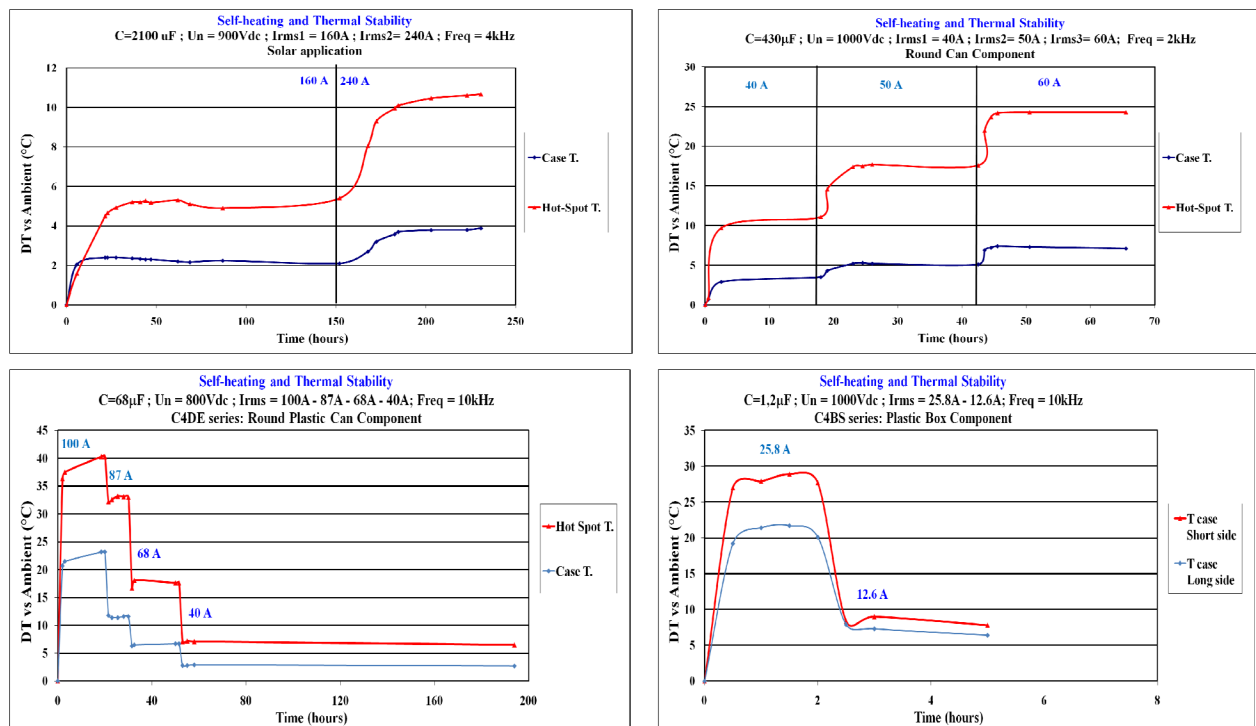 Self-heating and Thermal Stability
C=2100 uF ; Un = 900Vdc ; Irms1 = 160A ; Irms2= 240A ; Freq = 4kHz
Solar application
DT vs Ambient (°C)
12
10
8
6
4
2
0
160 A
240 A
0
50
100
150
200
250
Time (hours)
Case T.
Hot-Spot T.
Self-heating and Thermal Stability
C=430µF ; Un = 1000Vdc ; Irms1 = 40A ; Irms2= 50A ; Irms3= 60A; Freq = 2kHz
Round Can Component
DT vs Ambient (°C)
30
25
20
15
10
5
0
40 A
50 A
60 A
0
10
20
30
40
50
60
70
Time (hours)
Case T.
Hot-Spot T.
Self-heating and Thermal Stability
C=68µF ; Un = 800Vdc ; Irms = 100A - 87A - 68A - 40A; Freq = 10kHz
C4DE series: Round Plastic Can Component
DT vs Ambient (°C)
45
40
35
30
25
20
15
10
5
0
100 A
87 A
68 A
40 A
0
40
80
120
160
200
Time (hours)
Hot Spot T.
Case T.
Self-heating and Thermal Stability
C=1,2µF ; Un = 1000Vdc ; Irms = 25.8A - 12.6A; Freq = 10kHz
C4BS series: Plastic Box Component
DT vs Ambient (°C)
35
30
25
20
15
10
5
0
25.8 A
12.6 A
0
2
4
6
8
Time (hours)
T case
Short side
T case
Long side